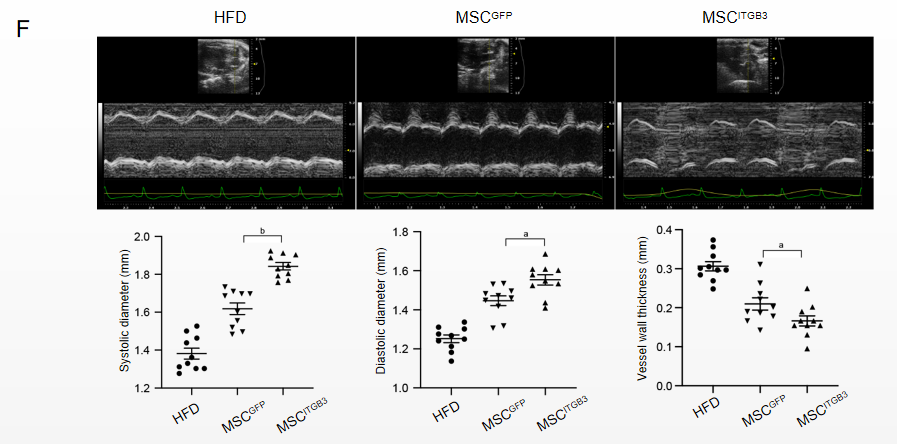 F
HFD
MSCGFP
MSCITGB3
Systolic diameter (mm)
2.0
1.8
1.6
1.4
1.2
b
HFD
MSCGFP
MSCITGB3
Diastolic diameter (mm)
1.8
1.6
1.4
1.2
1.0
a
HFD
MSCGFP
MSCITGB3
Vessel wall thickness (mm)
0.4
0.3
0.2
0.1
0.0
a
HFD
MSCGFP
MSCITGB3